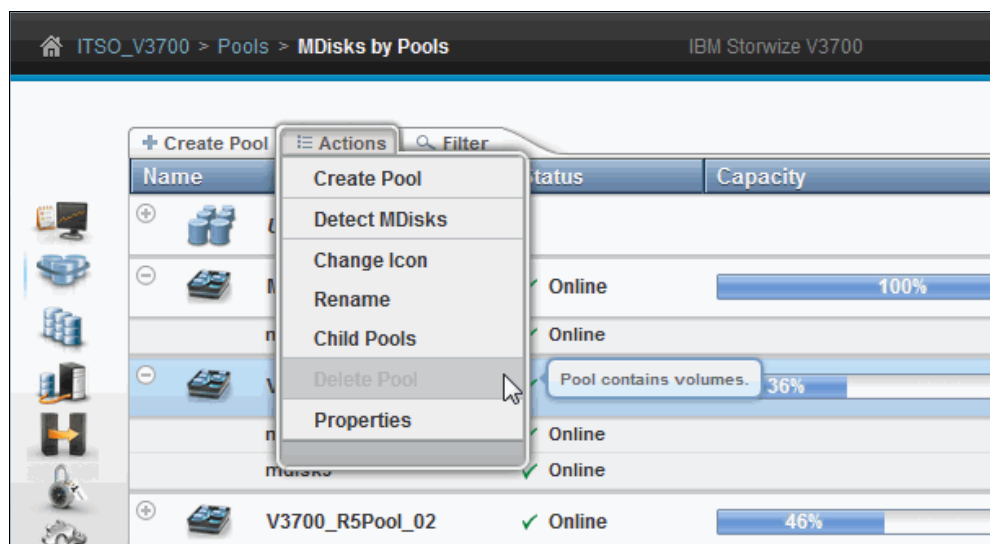 ITSO_V3700 > Pools > MDisks by Pools IBM Storwize V3700
Create Pool Actions Filter
Name Status Capacity
Create Pool
Detect MDisks
Change Icon
Rename Online 100%
Child Pools Online
Delete Pool Pool contains volumes. 36%
Properties Online
Online
V3700_R5Pool_02 Online 46%